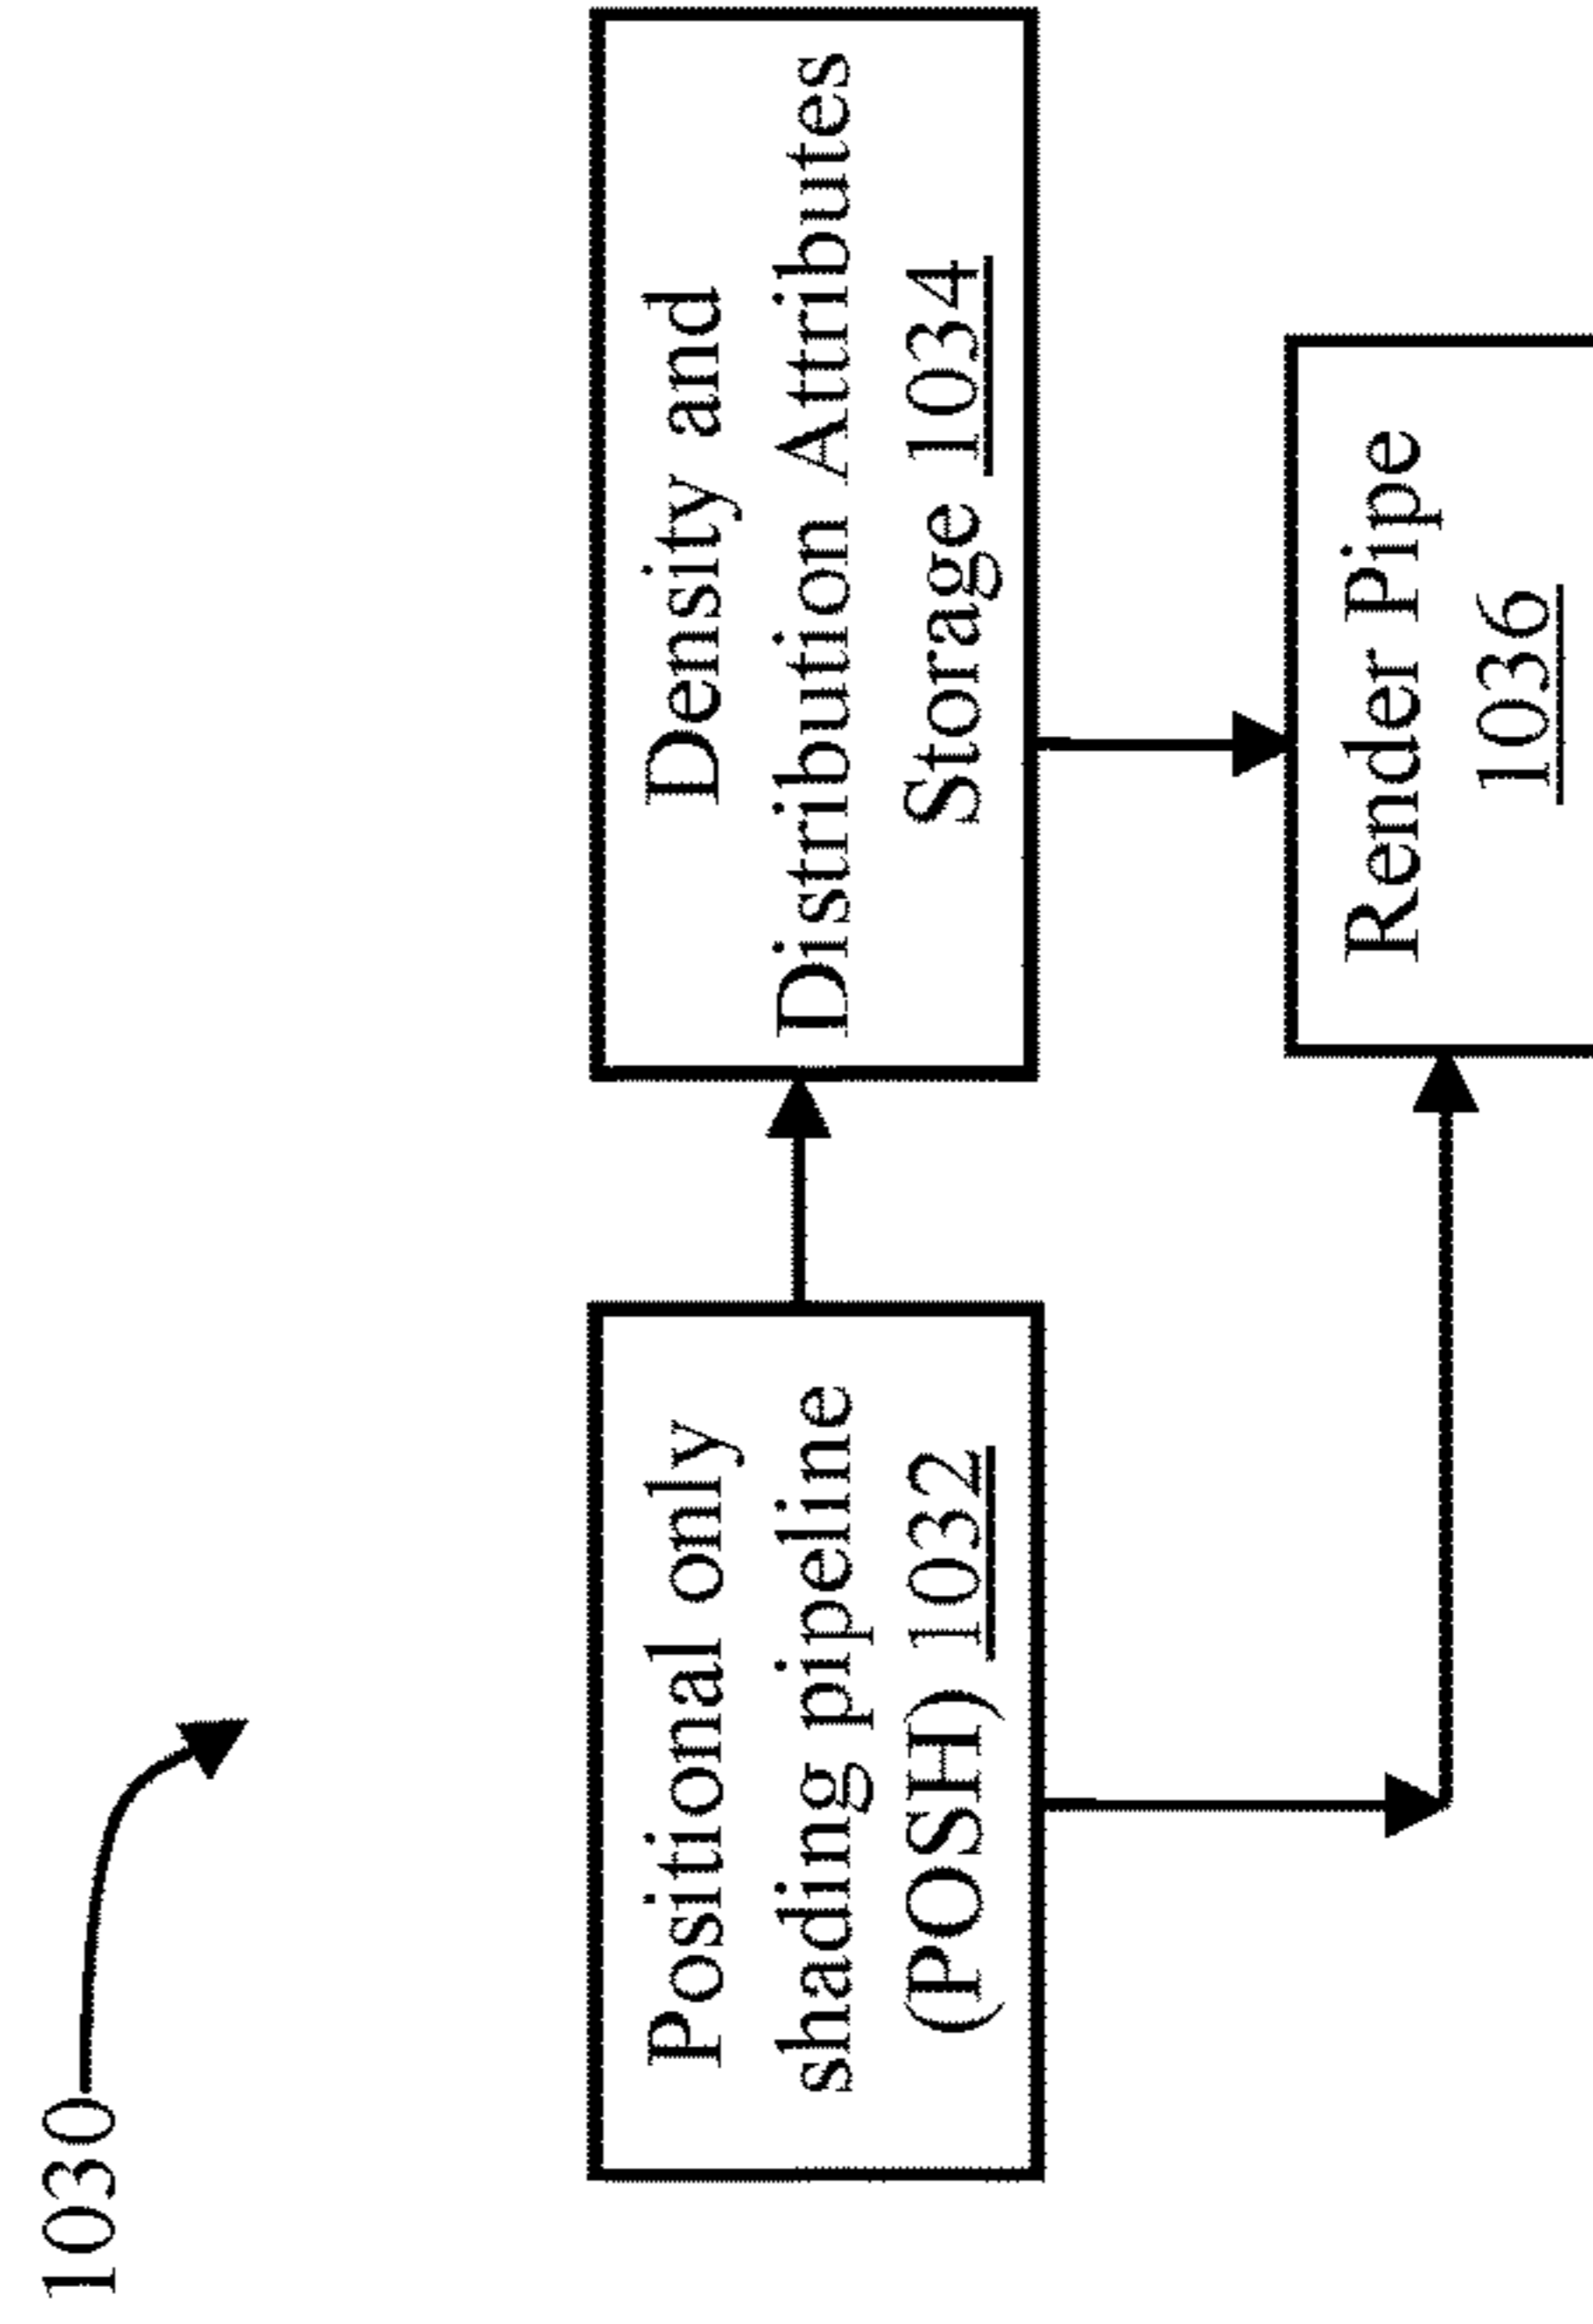 1030
Positional only
shading pipeline
(POSH) 1032
Density and
Distribution Attributes
Storage 1034
Render Pipe
1036